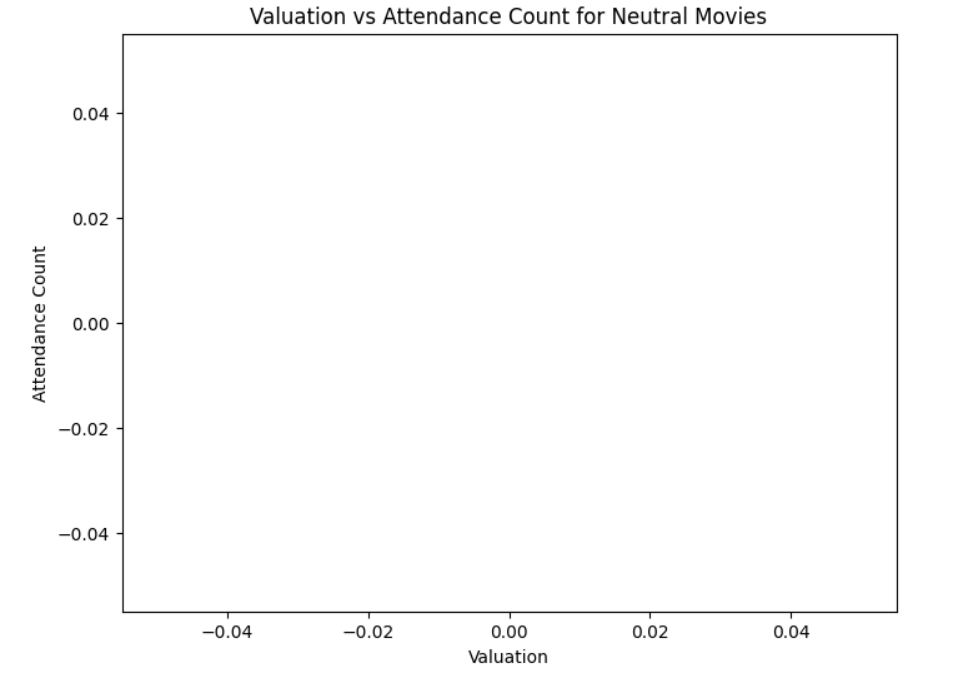 Valuation vs Attendance Count for Neutral Movies
0.04
0.02
0.00
−0.02
−0.04
Attendance Count
−0.04 −0.02 0.00 0.02 0.04
Valuation